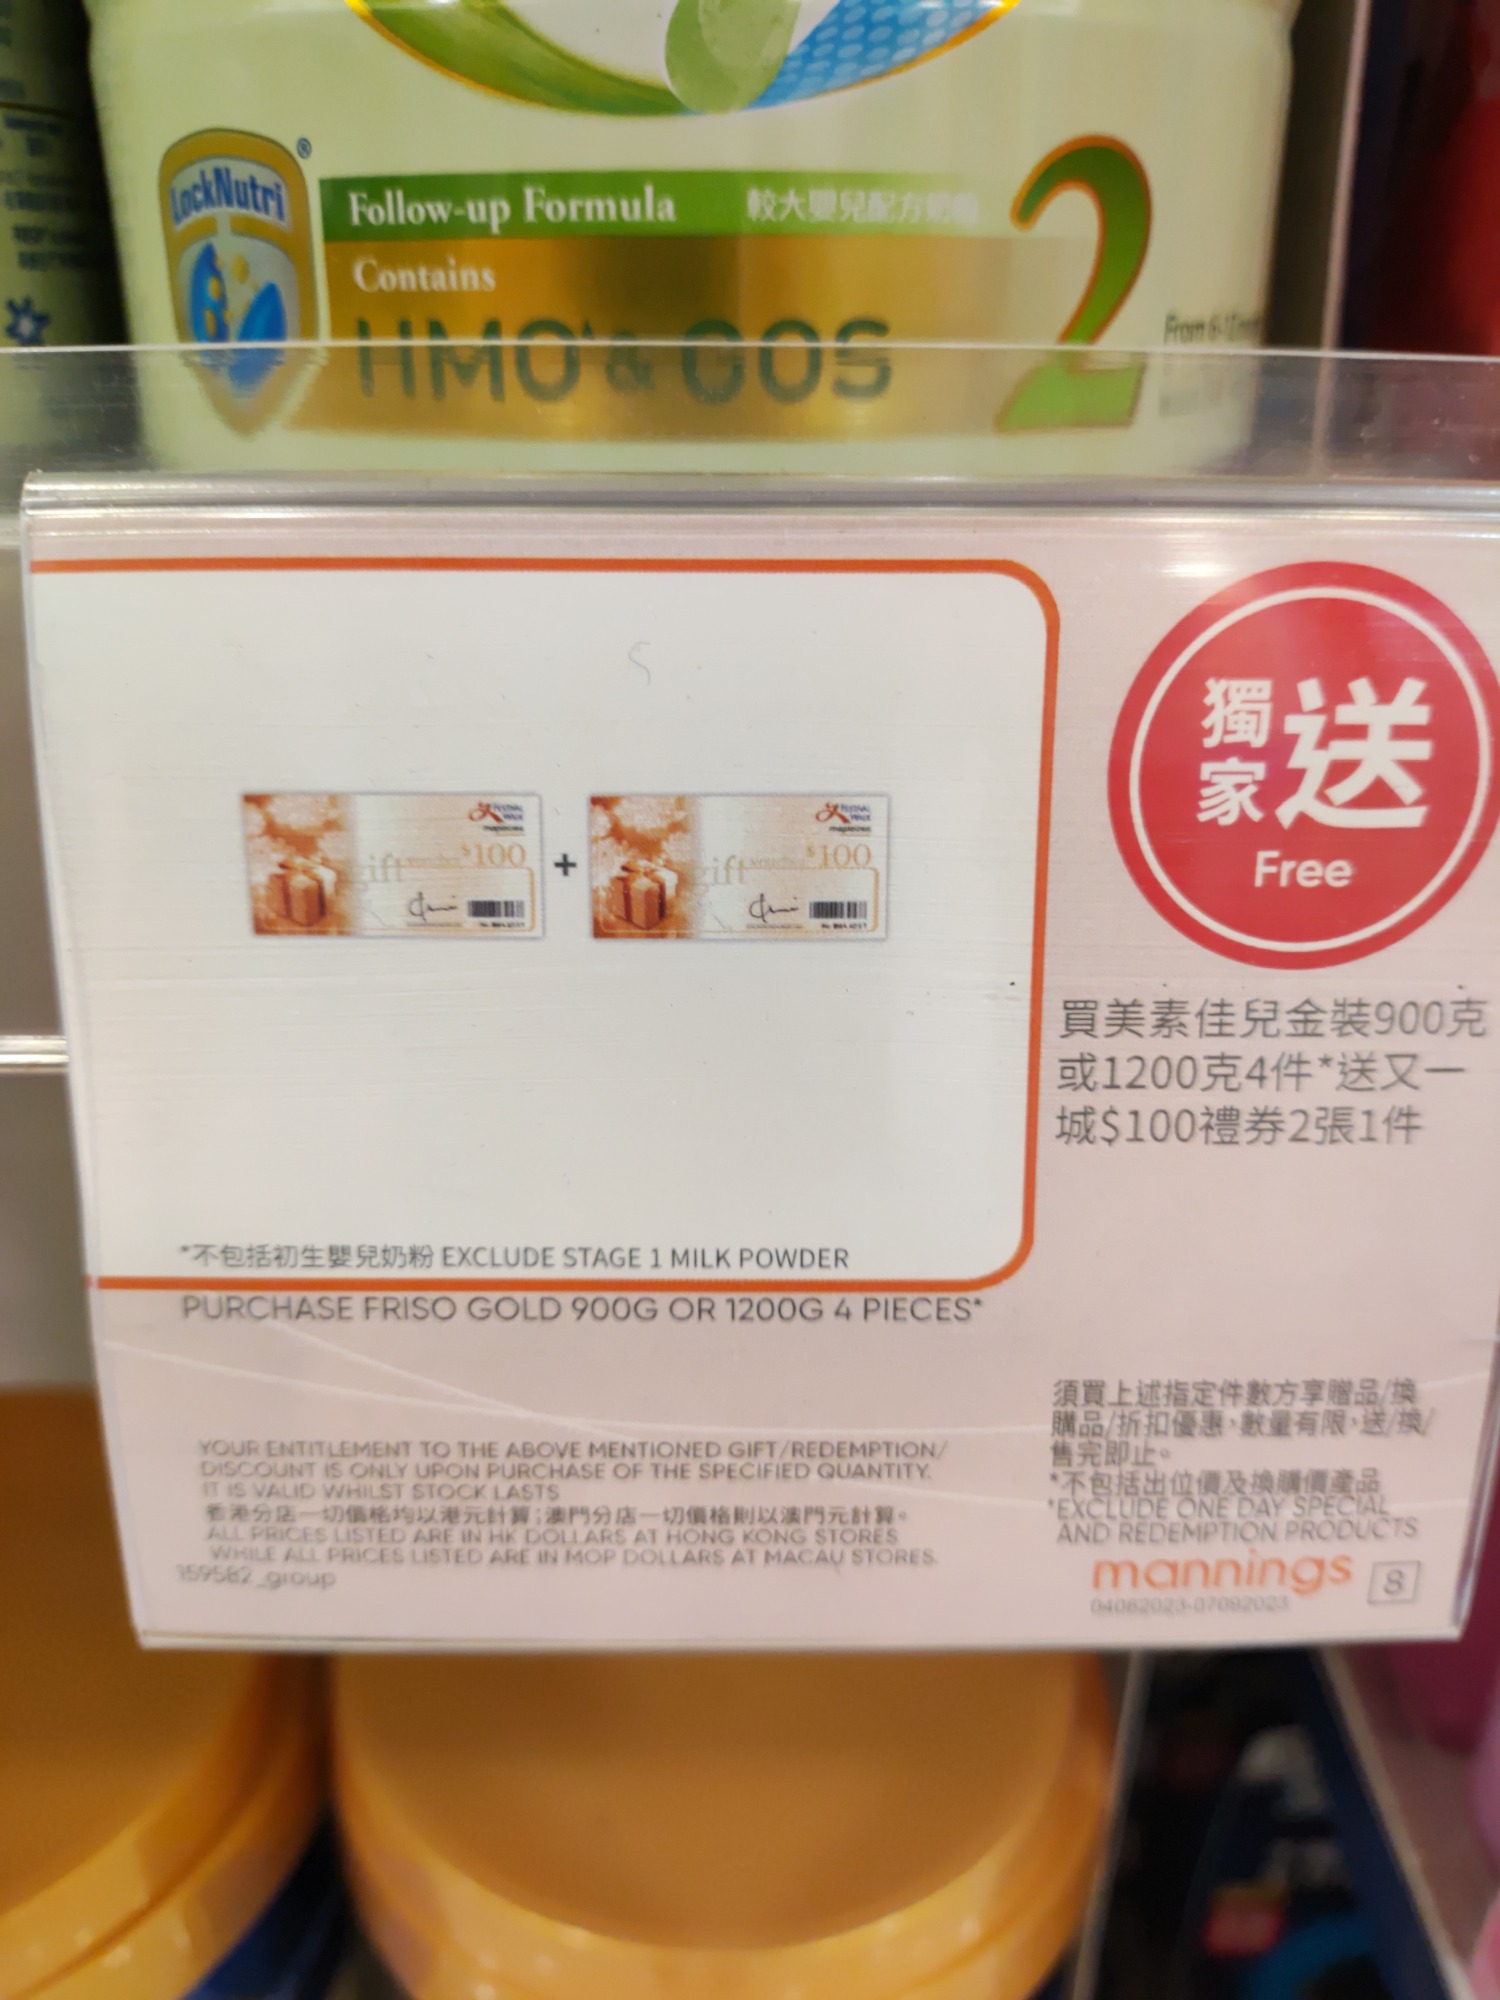 LockNutri®
Follow-up Formula 較大嬰兒配方奶粉
Contains
HMO & GOS
2
獨家送
Free
FESTIVAL WALK
gift voucher $100
+
FESTIVAL WALK
gift voucher $100
買美素佳兒金裝900克
或1200克4件*送又一
城$100禮券2張1件
*不包括初生嬰兒奶粉 EXCLUDE STAGE 1 MILK POWDER
PURCHASE FRISO GOLD 900G OR 1200G 4 PIECES*
須買上述指定件數方享贈品/換
購品/折扣優惠，數量有限，送/換/
售完即止。
*不包括出位價及換購價產品
*EXCLUDE ONE DAY SPECIAL
AND REDEMPTION PRODUCTS
YOUR ENTITLEMENT TO THE ABOVE MENTIONED GIFT/REDEMPTION/
DISCOUNT IS ONLY UPON PURCHASE OF THE SPECIFIED QUANTITY.
IT IS VALID WHILST STOCK LASTS
香港分店一切價格均以港元計算；澳門分店一切價格則以澳門元計算。
ALL PRICES LISTED ARE IN HK DOLLARS AT HONG KONG STORES
WHILE ALL PRICES LISTED ARE IN MOP DOLLARS AT MACAU STORES.
159582_group
mannings 8